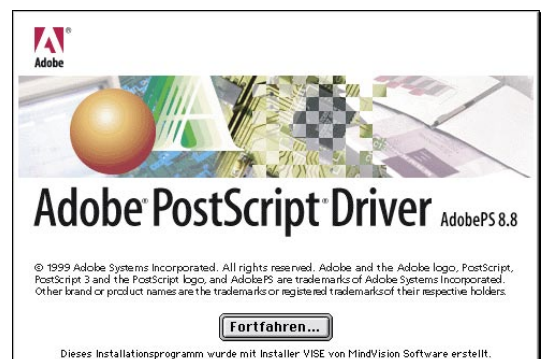 Adobe
Adobe® PostScript® Driver AdobePS 8.8
© 1999 Adobe Systems Incorporated. All rights reserved. Adobe and the Adobe logo, PostScript,
PostScript 3 and the PostScript logo, and AdobePS are trademarks of Adobe Systems Incorporated.
Other brand or product names are the trademarks or registered trademarks of their respective holders.
Fortfahren...
Dieses Installationsprogramm wurde mit Installer VISE von MindVision Software erstellt.